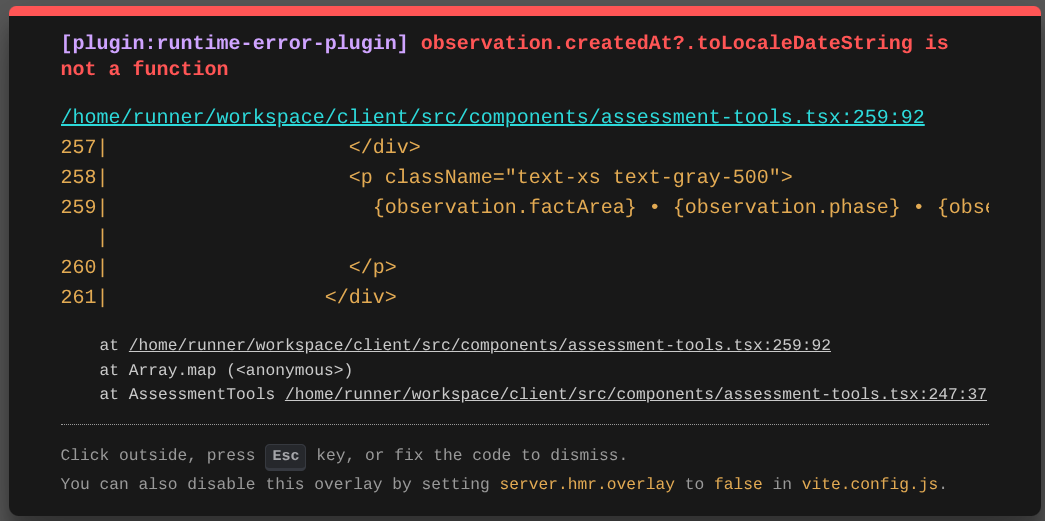 [plugin:runtime-error-plugin] observation.createdAt?.toLocaleDateString is
not a function
/home/runner/workspace/client/src/components/assessment-tools.tsx:259:92
257|                    </div>
258|                    <p className="text-xs text-gray-500">
259|                      {observation.factArea} • {observation.phase} • {obse
   |
260|                    </p>
261|                  </div>
at /home/runner/workspace/client/src/components/assessment-tools.tsx:259:92
at Array.map (<anonymous>)
at AssessmentTools /home/runner/workspace/client/src/components/assessment-tools.tsx:247:37
Click outside, press Esc key, or fix the code to dismiss.
You can also disable this overlay by setting server.hmr.overlay to false in vite.config.js.